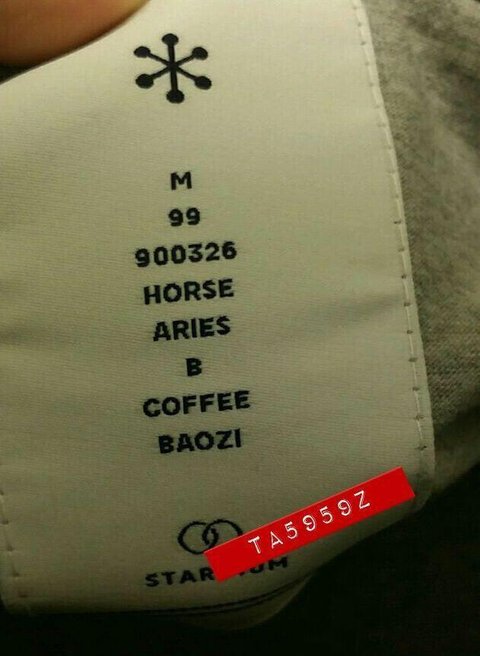 M
99
900326
HORSE
ARIES
B
COFFEE
BAOZI
TA5959Z